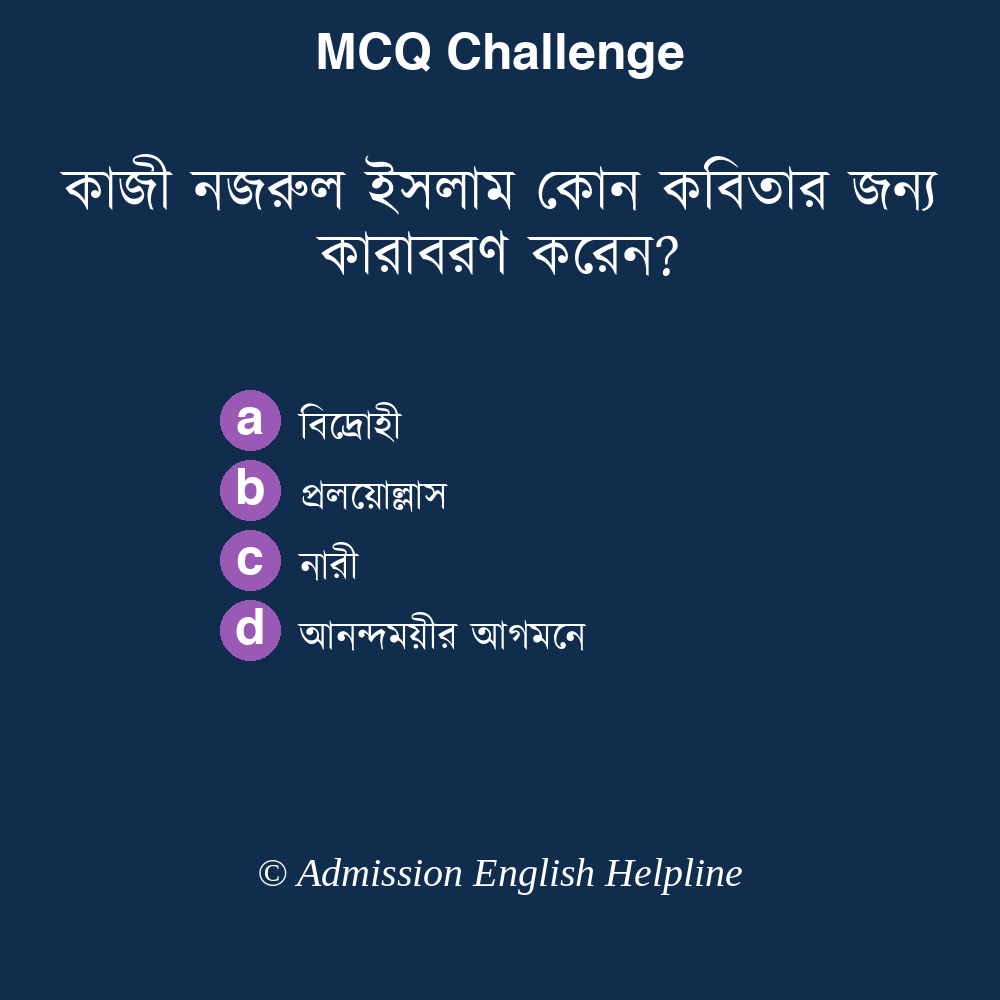 MCQ Challenge
কাজী নজরুল ইসলাম কোন কবিতার জন্য
কারাবরণ করেন?
a বিদ্রোহী
b প্রলয়োল্লাস
c নারী
d আনন্দময়ীর আগমনে
© Admission English Helpline